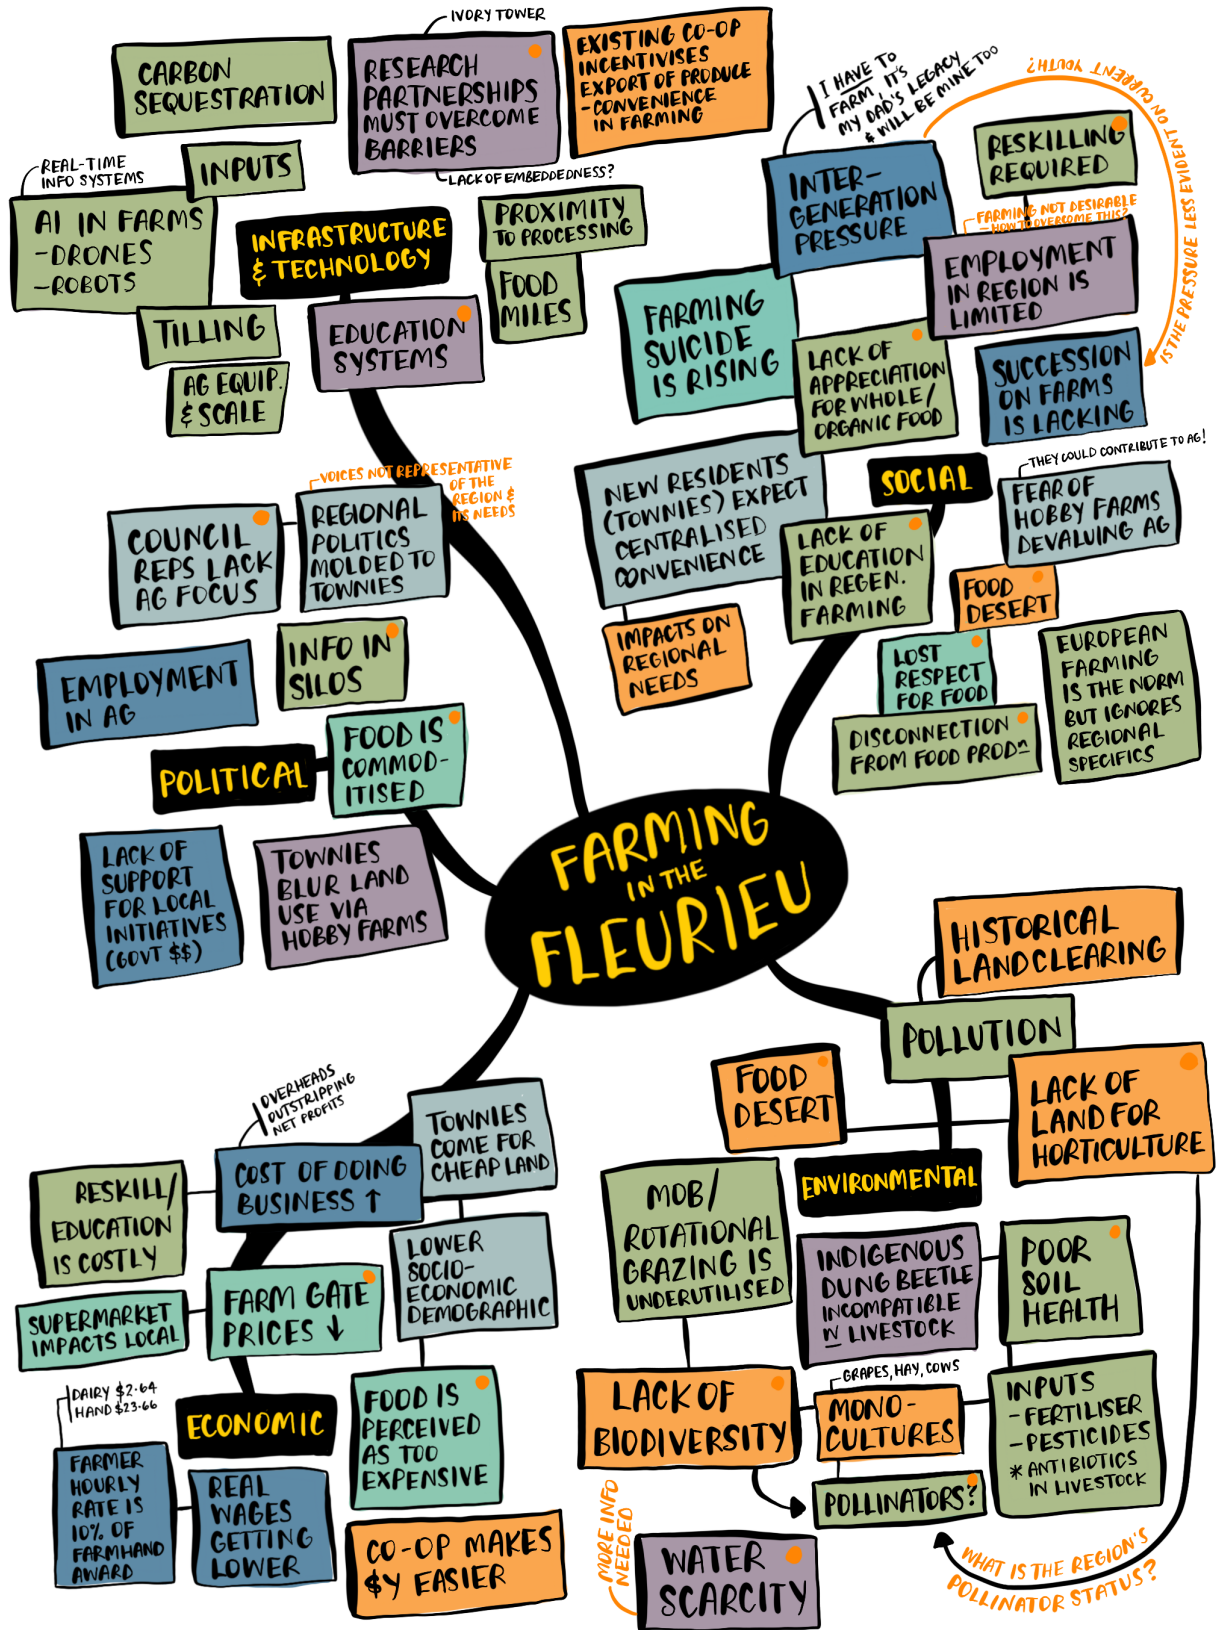 IVORY TOWER
CARBON
SEQUESTRATION
RESEARCH
PARTNERSHIPS
MUST OVERCOME
BARRIERS
LACK OF EMBEDDEDNESS?
EXISTING CO-OP
INCENTIVISES
EXPORT OF PRODUCE
- CONVENIENCE
IN FARMING
REAL-TIME
INFO SYSTEMS
INPUTS
AI IN FARMS
- DRONES
- ROBOTS
INFRASTRUCTURE
& TECHNOLOGY
PROXIMITY
TO PROCESSING
FOOD
MILES
TILLING
EDUCATION
SYSTEMS
AG EQUIP.
& SCALE
I HAVE TO
FARM, IT'S
MY DAD'S LEGACY
& WILL BE MINE TOO
IS THE PRESSURE LESS EVIDENT ON CURRENT YOUTH?
INTER-
GENERATION
PRESSURE
RESKILLING
REQUIRED
- FARMING NOT DESIRABLE
- HOW TO OVERCOME THIS?
EMPLOYMENT
IN REGION IS
LIMITED
FARMING
SUICIDE
IS RISING
LACK OF
APPRECIATION
FOR WHOLE/
ORGANIC FOOD
SUCCESSION
ON FARMS
IS LACKING
THEY COULD CONTRIBUTE TO AG!
NEW RESIDENTS
(TOWNIES) EXPECT
CENTRALISED
CONVENIENCE
SOCIAL
FEAR OF
HOBBY FARMS
DEVALUING AG
LACK OF
EDUCATION
IN REGEN.
FARMING
FOOD
DESERT
IMPACTS ON
REGIONAL
NEEDS
LOST
RESPECT
FOR FOOD
EUROPEAN
FARMING
IS THE NORM
BUT IGNORES
REGIONAL
SPECIFICS
DISCONNECTION
FROM FOOD PRODn
VOICES NOT REPRESENTATIVE
OF THE
REGION &
ITS NEEDS
COUNCIL
REPS LACK
AG FOCUS
REGIONAL
POLITICS
MOLDED TO
TOWNIES
EMPLOYMENT
IN AG
INFO IN
SILOS
POLITICAL
FOOD IS
COMMOD-
ITISED
LACK OF
SUPPORT
FOR LOCAL
INITIATIVES
(GOVT $$)
TOWNIES
BLUR LAND
USE VIA
HOBBY FARMS
FARMING
IN THE
FLEURIEU
HISTORICAL
LANDCLEARING
POLLUTION
FOOD
DESERT
LACK OF
LAND FOR
HORTICULTURE
ENVIRONMENTAL
MOB/
ROTATIONAL
GRAZING IS
UNDERUTILISED
INDIGENOUS
DUNG BEETLE
INCOMPATIBLE
W LIVESTOCK
POOR
SOIL
HEALTH
GRAPES, HAY, COWS
LACK OF
BIODIVERSITY
MONO-
CULTURES
INPUTS
- FERTILISER
- PESTICIDES
* ANTIBIOTICS
IN LIVESTOCK
POLLINATORS?
WHAT IS THE REGION'S
POLLINATOR STATUS?
MORE INFO
NEEDED
WATER
SCARCITY
OVERHEADS
OUTSTRIPPING
NET PROFITS
TOWNIES
COME FOR
CHEAP LAND
COST OF DOING
BUSINESS ↑
RESKILL/
EDUCATION
IS COSTLY
LOWER
SOCIO-
ECONOMIC
DEMOGRAPHIC
FARM GATE
PRICES ↓
SUPERMARKET
IMPACTS LOCAL
DAIRY $2.64
HAND $23.66
ECONOMIC
FOOD IS
PERCEIVED
AS TOO
EXPENSIVE
FARMER
HOURLY
RATE IS
10% OF
FARMHAND
AWARD
REAL
WAGES
GETTING
LOWER
CO-OP MAKES
$Y EASIER